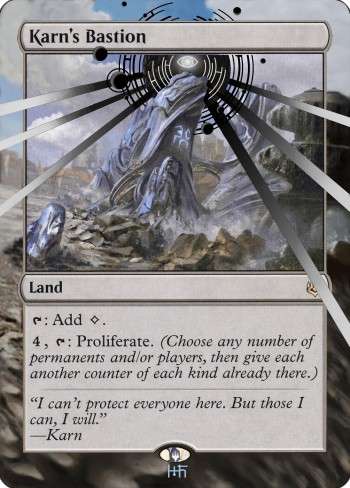 Karn's Bastion
Land
: Add .
4, : Proliferate. (Choose any number of
permanents and/or players, then give each
another counter of each kind already there.)
"I can't protect everyone here. But those I
can, I will."
—Karn